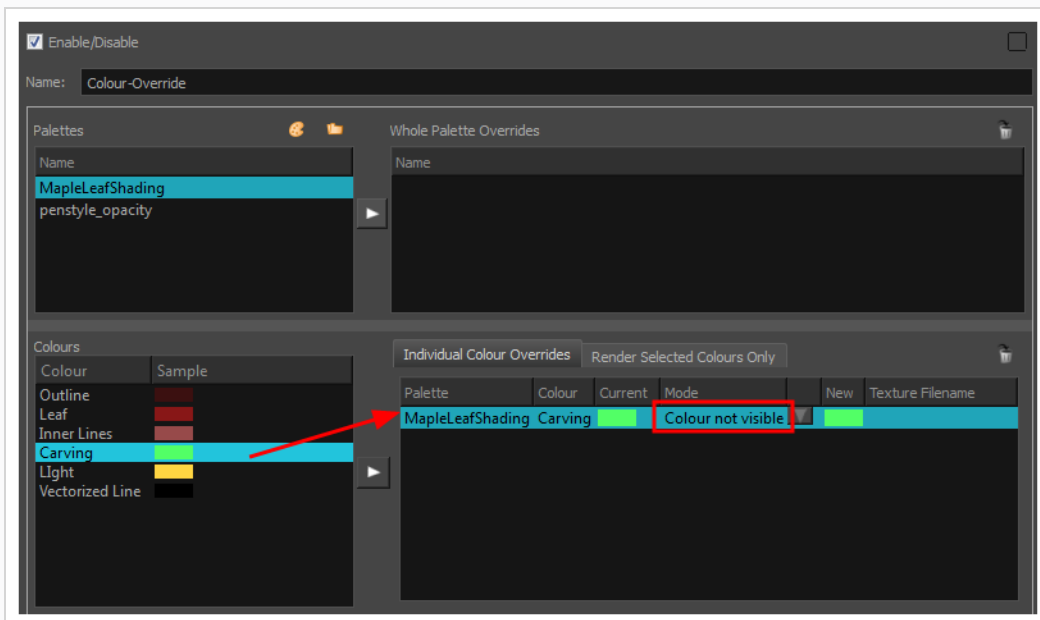 Enable/Disable
Name: Colour-Override
Palettes
Whole Palette Overrides
Name
Name
MapleLeafShading
penstyle_opacity
Colours
Individual Colour Overrides
Render Selected Colours Only
Colour Sample
Palette Colour Current Mode New Texture Filename
Outline
Leaf
Inner Lines
Carving
LIght
Vectorized Line
MapleLeafShading Carving Colour not visible